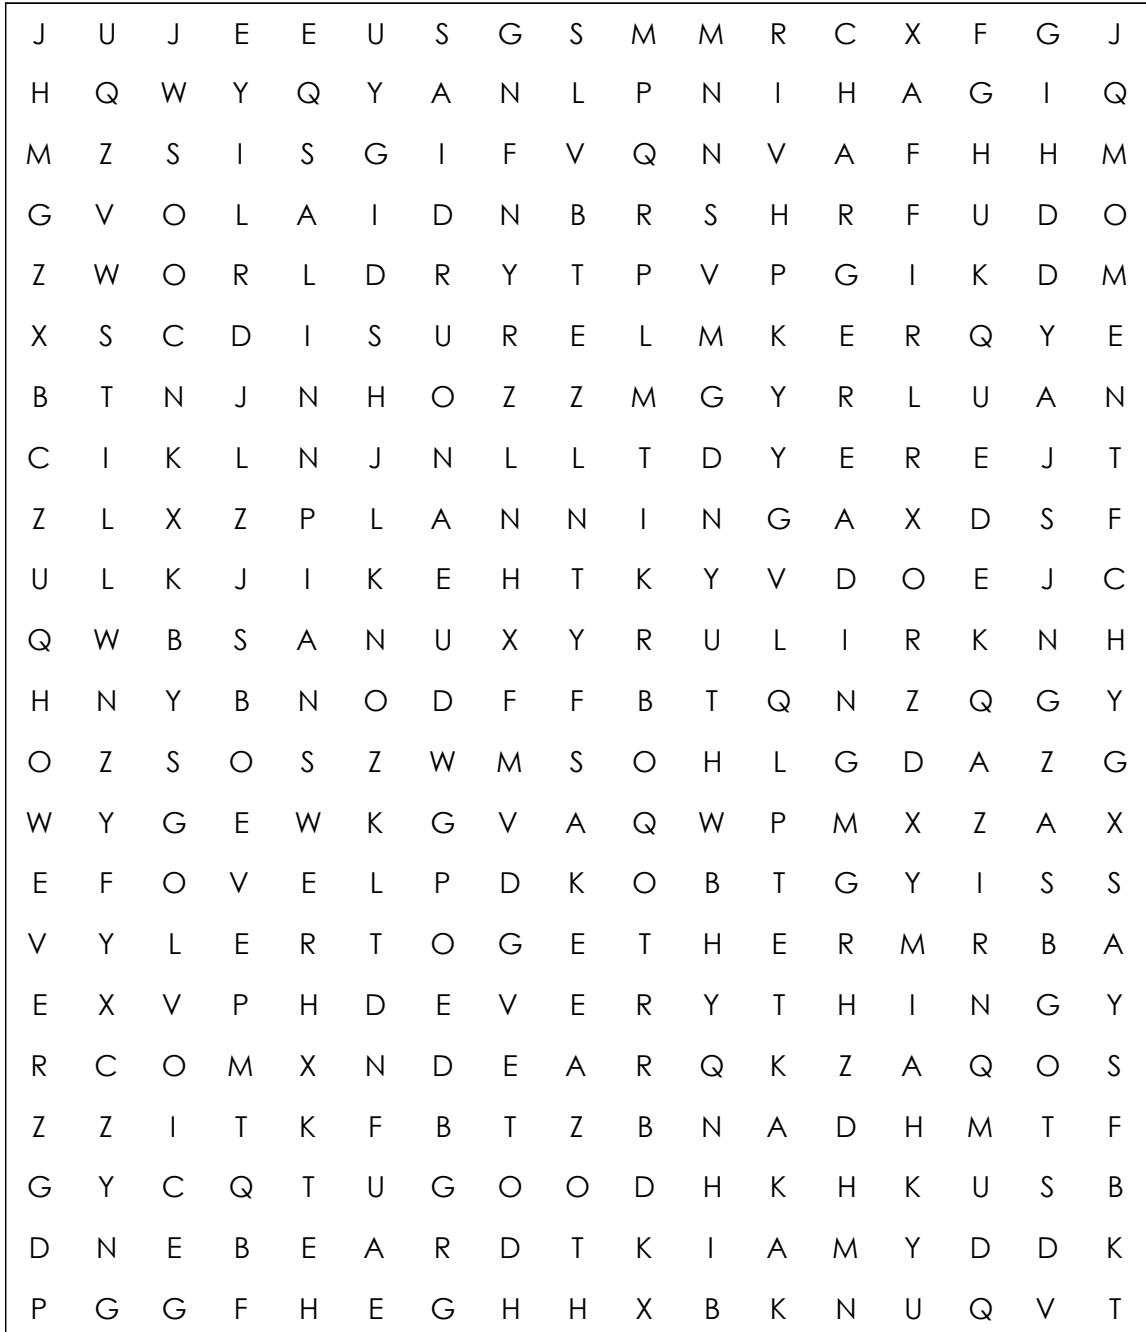 J U J E E U S G S M M R C X F G J
H Q W Y Q Y A N L P N I H A G I Q
M Z S I S G I F V Q N V A F H H M
G V O L A I D N B R S H R F U D O
Z W O R L D R Y T P V P G I K D M
X S C D I S U R E L M K E R Q Y E
B T N J N H O Z Z M G Y R L U A N
C I K L N J N L L T D Y E R E J T
Z L X Z P L A N N I N G A X D S F
U L K J I K E H T K Y V D O E J C
Q W B S A N U X Y R U L I R K N H
H N Y B N O D F F B T Q N Z Q G Y
O Z S O S Z W M S O H L G D A Z G
W Y G E W K G V A Q W P M X Z A X
E F O V E L P D K O B T G Y I S S
V Y L E R T O G E T H E R M R B A
E X V P H D E V E R Y T H I N G Y
R C O M X N D E A R Q K Z A Q O S
Z Z I T K F B T Z B N A D H M T F
G Y C Q T U G O O D H K H K U S B
D N E B E A R D T K I A M Y D D K
P G G F H E G H H X B K N U Q V T